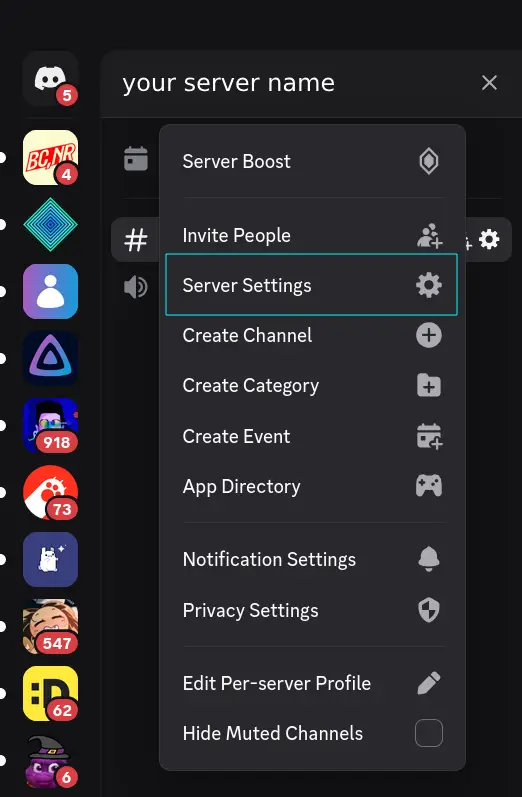 your server name
5
Server Boost
BC,NR
4
Invite People
Server Settings
Create Channel
Create Category
918
Create Event
73
App Directory
Notification Settings
Privacy Settings
547
Edit Per-server Profile
:D
62
Hide Muted Channels
6